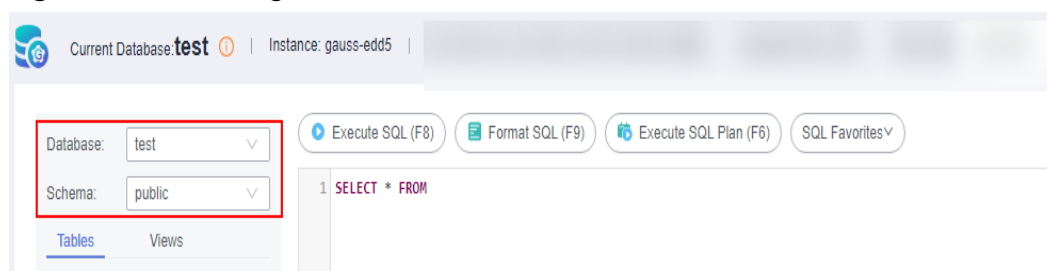 Current Database:test | Instance: gauss-edd5 |
Execute SQL (F8) Format SQL (F9) Execute SQL Plan (F6) SQL Favorites
Database: test
Schema: public
Tables Views
1 SELECT * FROM